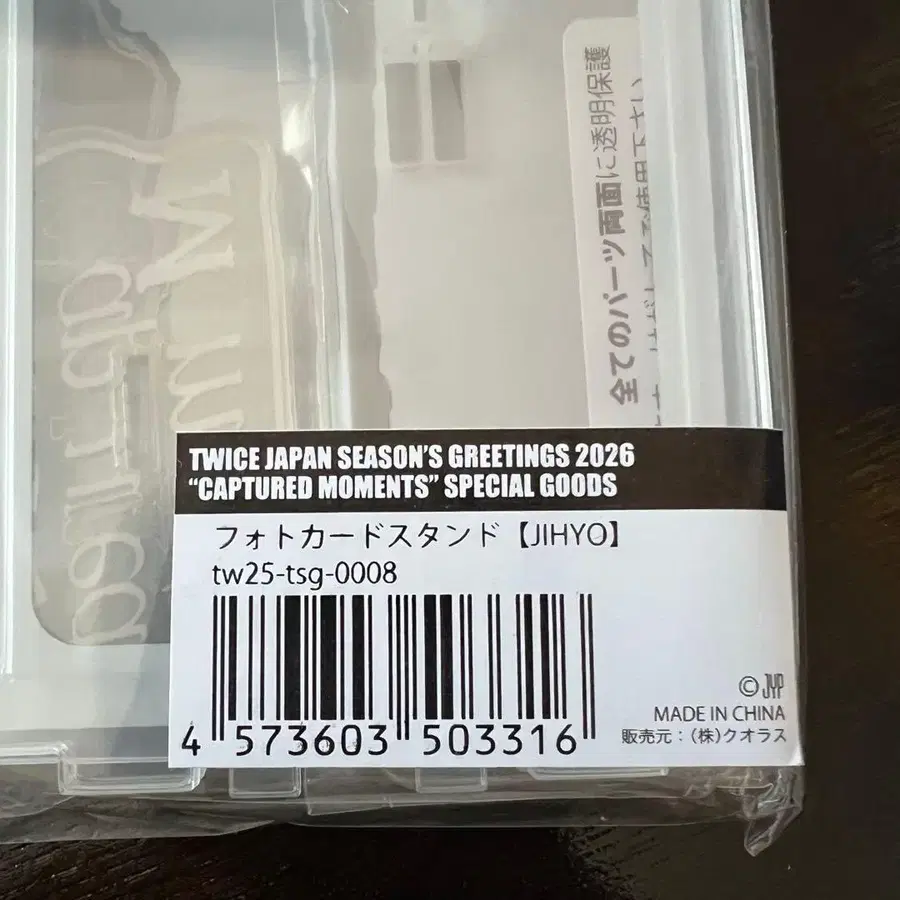 全てのパーツ両面に透明保護
TWICE JAPAN SEASON'S GREETINGS 2026
“CAPTURED MOMENTS” SPECIAL GOODS
フォトカードスタンド【JIHYO】
tw25-tsg-0008
4 573603 503316
© JYP
MADE IN CHINA
販売元：(株)クオラス